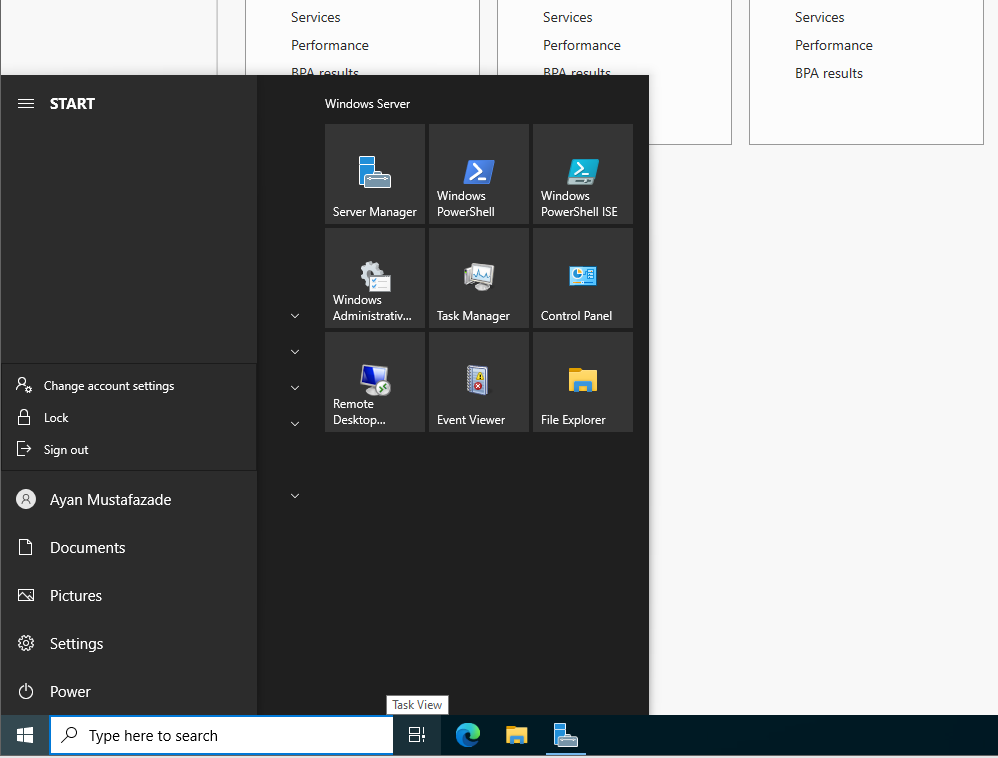 Services
Performance
BPA results
Services
Performance
BPA results
Services
Performance
BPA results
START
Change account settings
Lock
Sign out
Ayan Mustafazade
Documents
Pictures
Settings
Power
Windows Server
Server Manager
Windows
PowerShell
Windows
PowerShell ISE
Windows
Administrativ...
Task Manager
Control Panel
Remote
Desktop...
Event Viewer
File Explorer
Task View
Type here to search